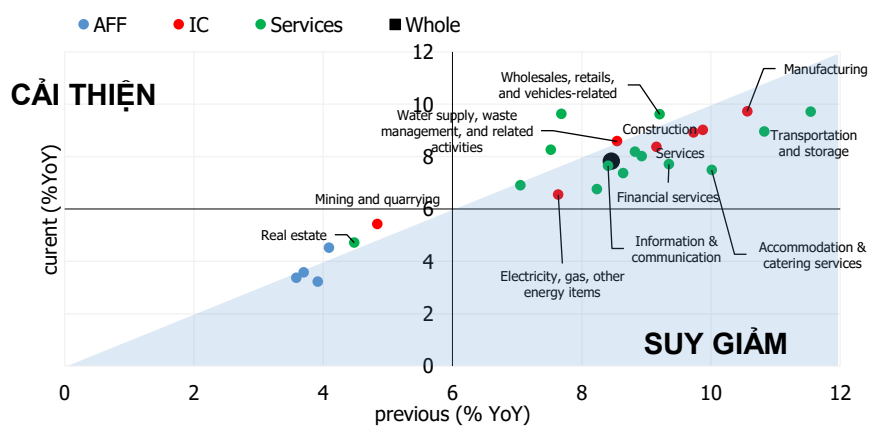 AFF
IC
Services
Whole
CẢI THIỆN
12
10
8
6
4
2
0
Wholesales, retails,
and vehicles-related
Manufacturing
Water supply, waste
management, and related
activities
Construction
Services
Transportation
and storage
Financial services
Mining and quarrying
Real estate
Information &
communication
Accommodation &
catering services
Electricity, gas, other
energy items
SUY GIẢM
curent (%YoY)
0 2 4 6 8 10 12
previous (% YoY)